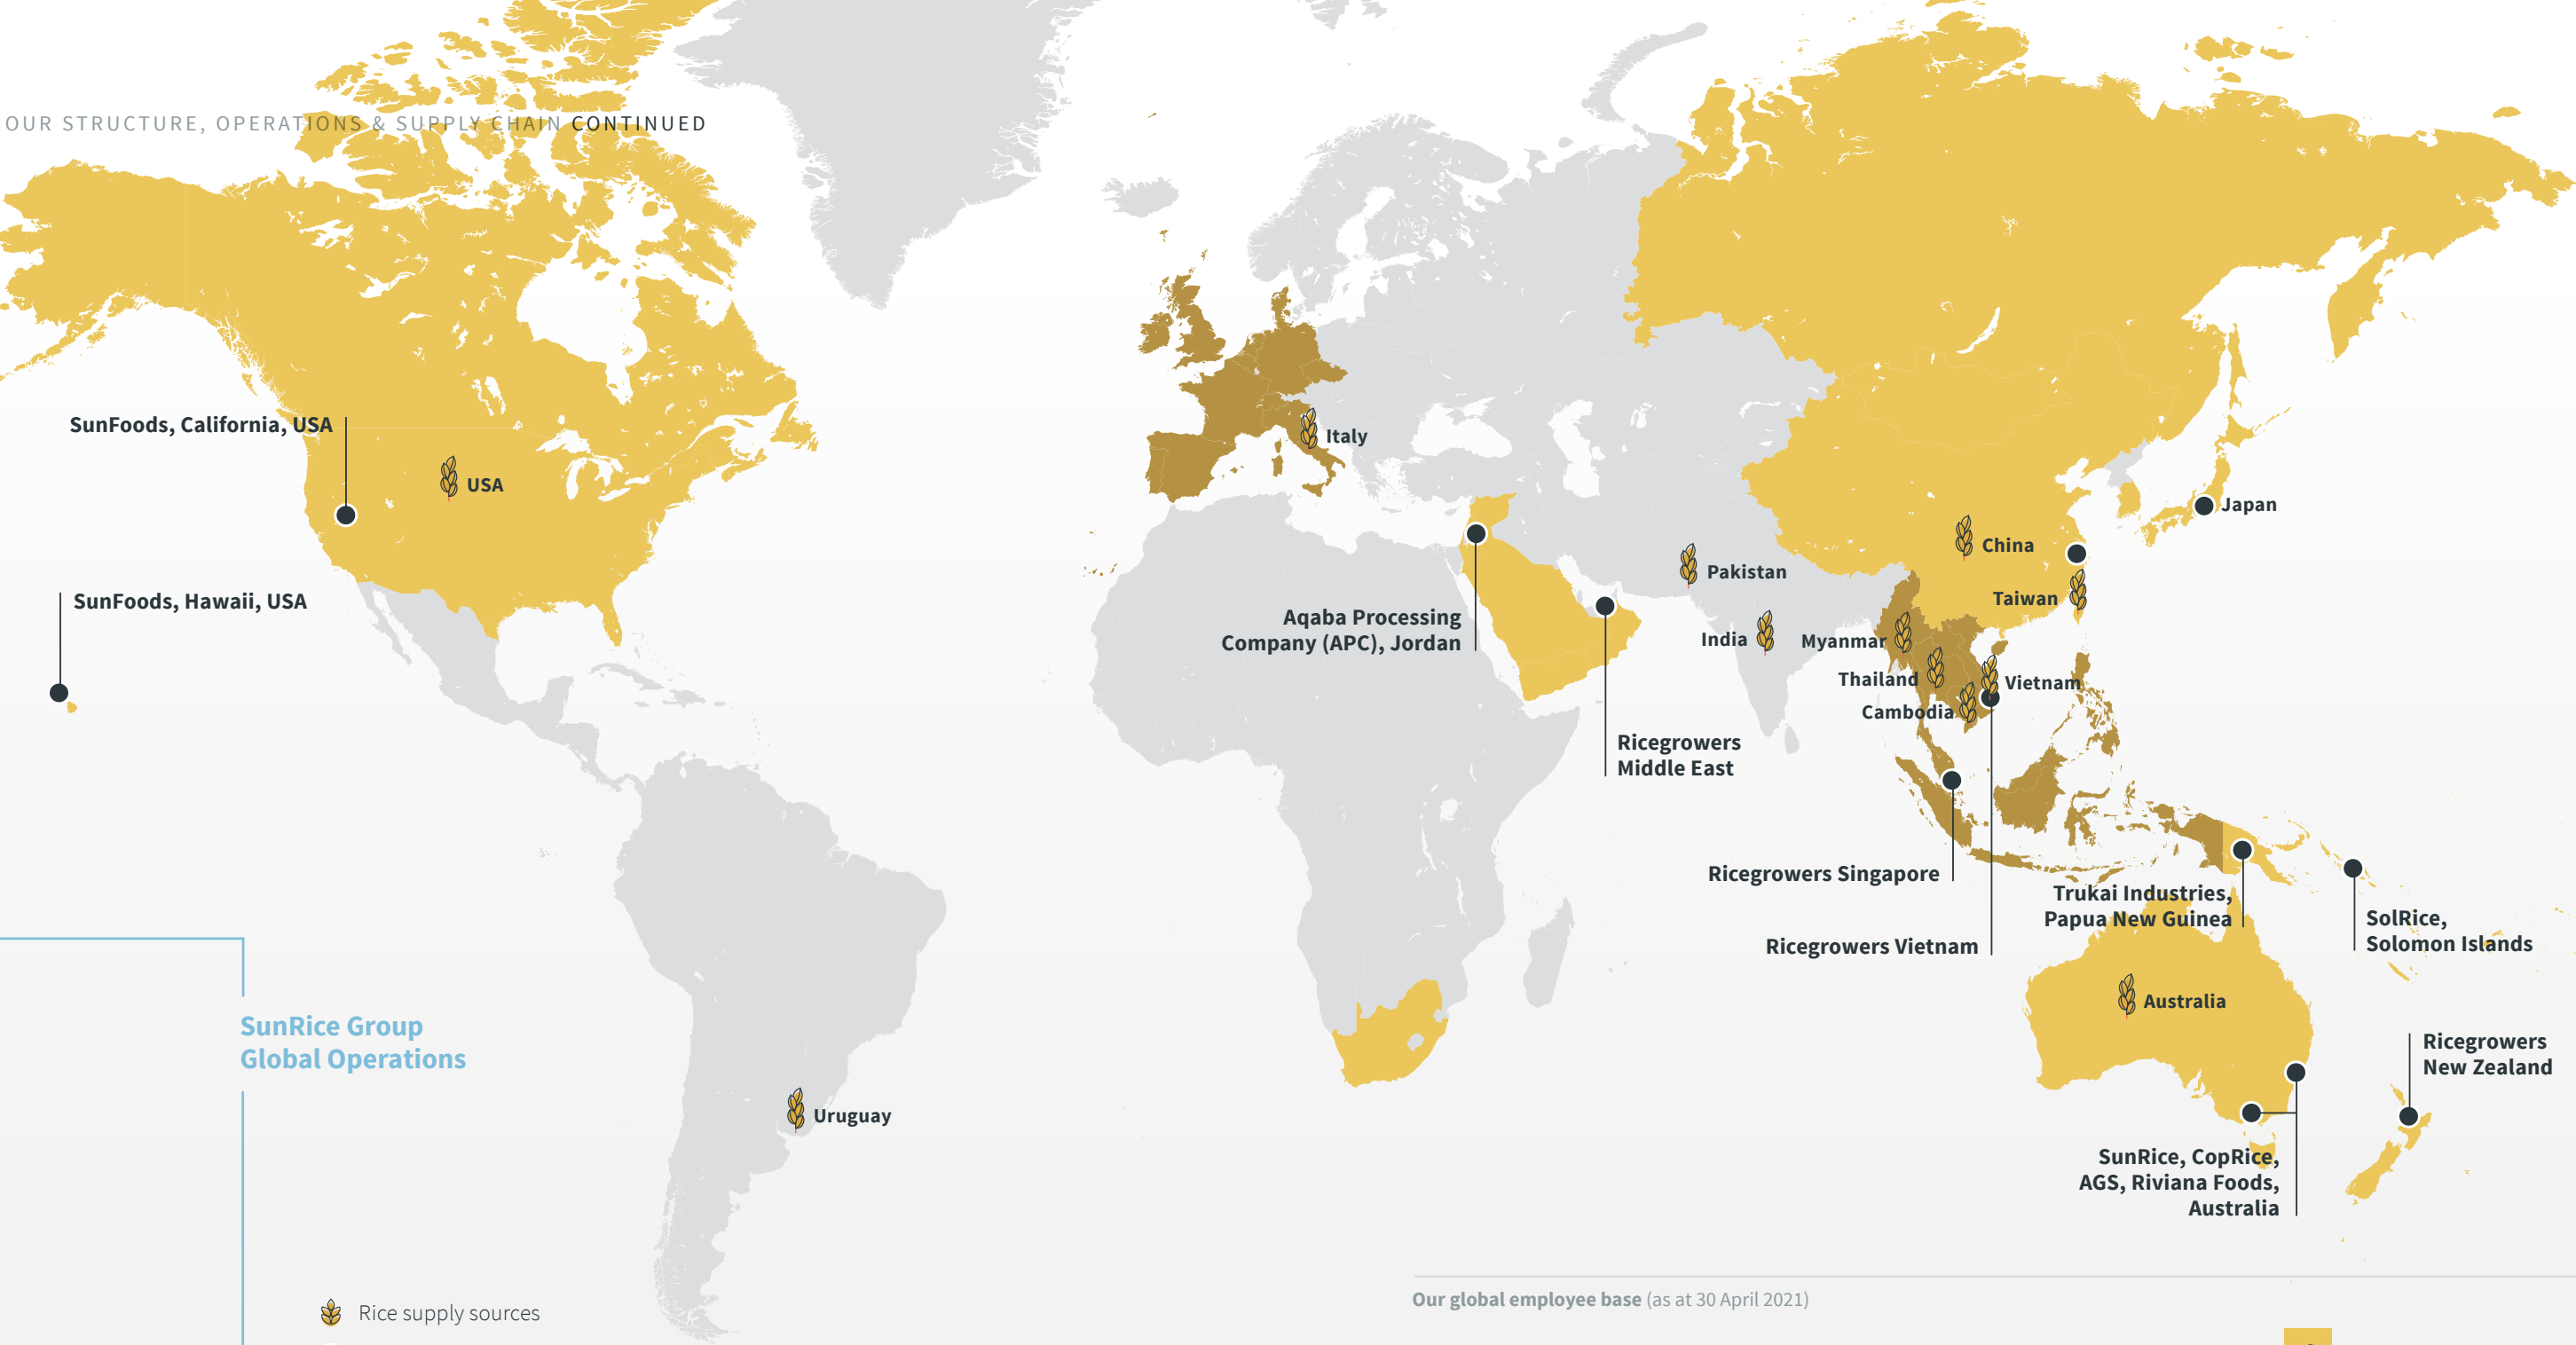 OUR STRUCTURE, OPERATIONS & SUPPLY CHAIN CONTINUED
SunFoods, California, USA
USA
SunFoods, Hawaii, USA
Italy
Japan
China
Pakistan
Taiwan
Aqaba Processing
Company (APC), Jordan
India
Myanmar
Thailand
Vietnam
Cambodia
Ricegrowers
Middle East
Ricegrowers Singapore
Trukai Industries,
Papua New Guinea
SolRice,
Solomon Islands
Ricegrowers Vietnam
Australia
SunRice Group
Global Operations
Ricegrowers
New Zealand
Uruguay
SunRice, CopRice,
AGS, Riviana Foods,
Australia
Our global employee base (as at 30 April 2021)
Rice supply sources